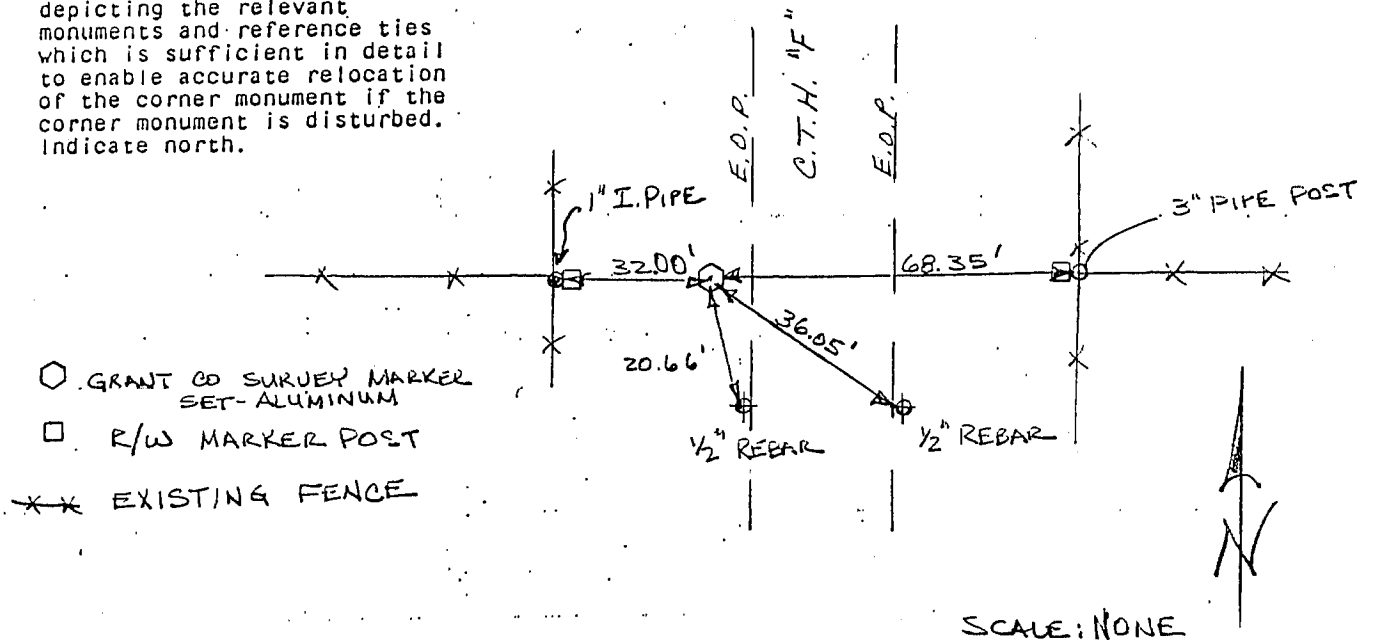 depicting the relevant
monuments and reference ties
which is sufficient in detail
to enable accurate relocation
of the corner monument if the
corner monument is disturbed.
Indicate north.
E.O.P.
C.T.H. "F"
E.O.P.
1" I. PIPE
3" PIPE POST
32.00'
68.35'
36.05'
20.66'
1/2" REBAR
1/2" REBAR
GRANT CO SURVEY MARKER
SET-ALUMINUM
R/W MARKER POST
EXISTING FENCE
N
SCALE: NONE